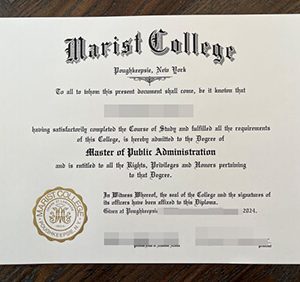 Marist College
Poughkeepsie, New York
To all to whom this present document shall come, be it known that
having satisfactorily completed the Course of Study and fulfilled all the requirements
of this College, is hereby admitted to the Degree of
Master of Public Administration
and is entitled to all the Rights, Privileges and Honors pertaining
to that Degree.
In Witness Whereof, the seal of the College and the signatures of
its officers have been affixed to this Diploma.
Given at Poughkeepsie 2024.
MARIST COLLEGE
POUGHKEEPSIE, N.Y.